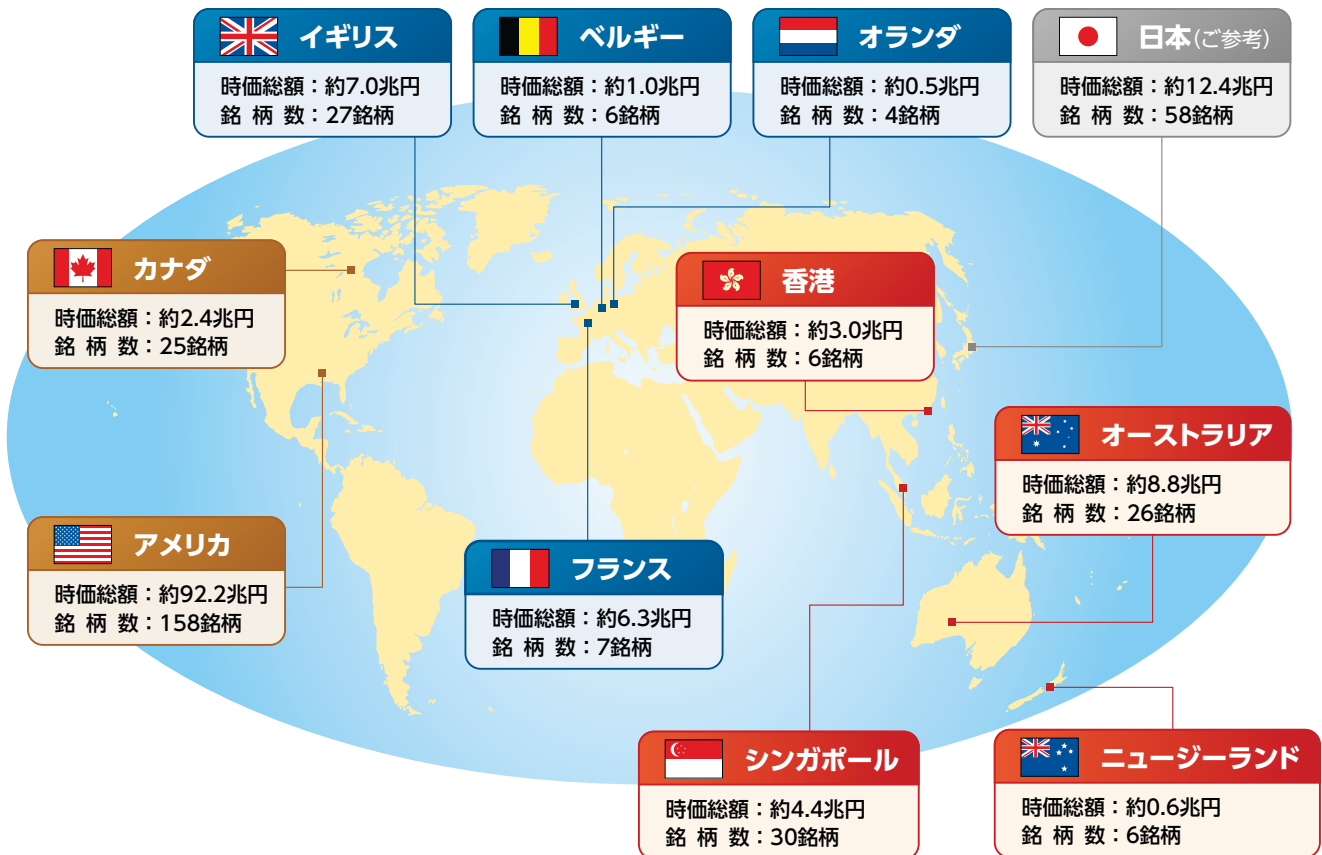 イギリス
時価総額：約7.0兆円
銘柄数：27銘柄
ベルギー
時価総額：約1.0兆円
銘柄数：6銘柄
オランダ
時価総額：約0.5兆円
銘柄数：4銘柄
日本(ご参考)
時価総額：約12.4兆円
銘柄数：58銘柄
カナダ
時価総額：約2.4兆円
銘柄数：25銘柄
香港
時価総額：約3.0兆円
銘柄数：6銘柄
オーストラリア
時価総額：約8.8兆円
銘柄数：26銘柄
アメリカ
時価総額：約92.2兆円
銘柄数：158銘柄
フランス
時価総額：約6.3兆円
銘柄数：7銘柄
シンガポール
時価総額：約4.4兆円
銘柄数：30銘柄
ニュージーランド
時価総額：約0.6兆円
銘柄数：6銘柄